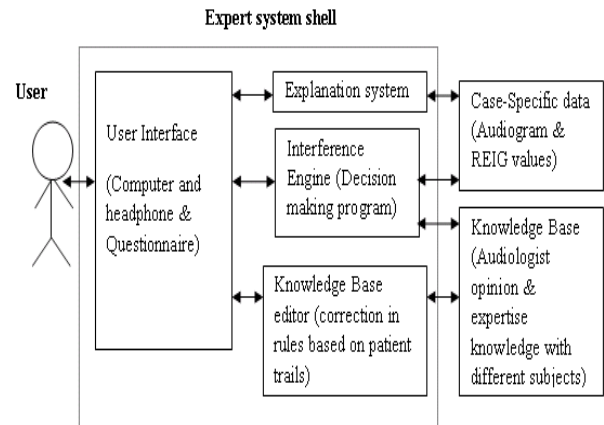 Expert system shell
User
User Interface
(Computer and
headphone &
Questionnaire)
Explanation system
Interference
Engine (Decision
making program)
Knowledge Base
editor (correction in
rules based on patient
trails)
Case-Specific data
(Audiogram &
REIG values)
Knowledge Base
(Audiologist
opinion &
expertise
knowledge with
different subjects)